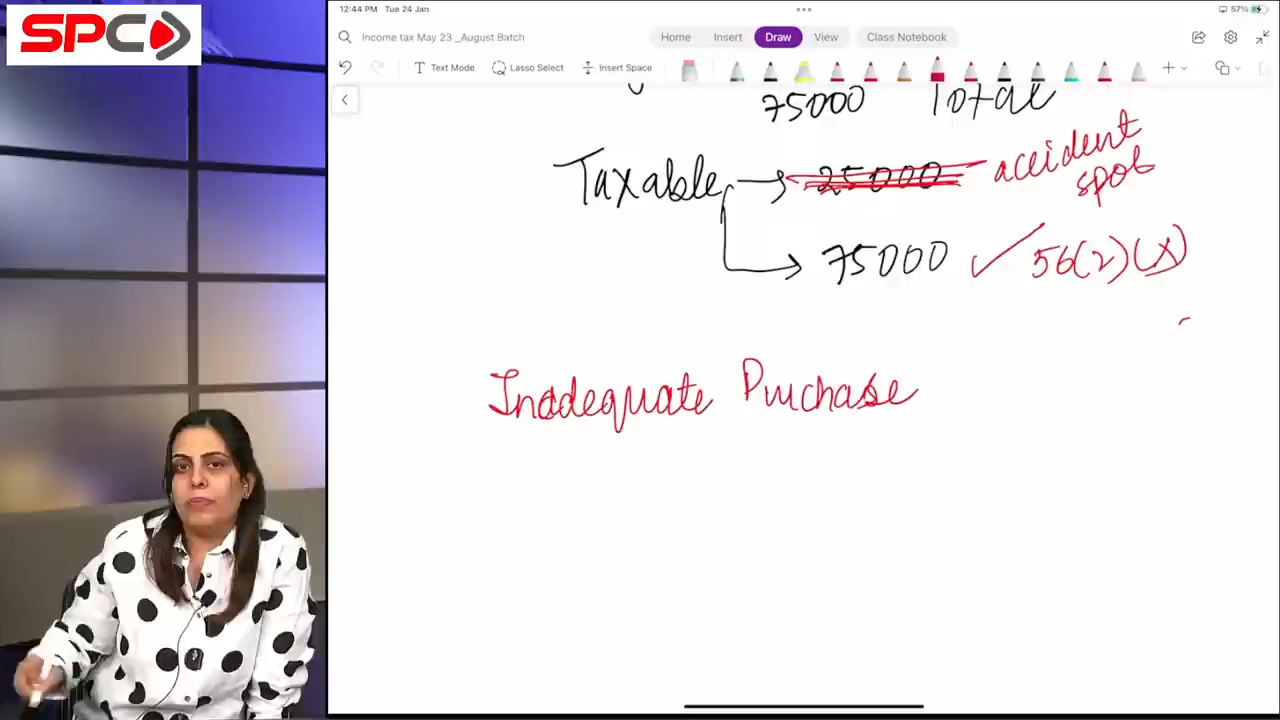 SPC
12:44 PM Tue 24 Jan
57%
Income tax May 23 _August Batch
Home Insert Draw View Class Notebook
Text Mode Lasso Select Insert Space
75000 Total
Taxable → 25000 accident spot
→ 75000 ✓ 56(2)(x)
Inadequate Purchase